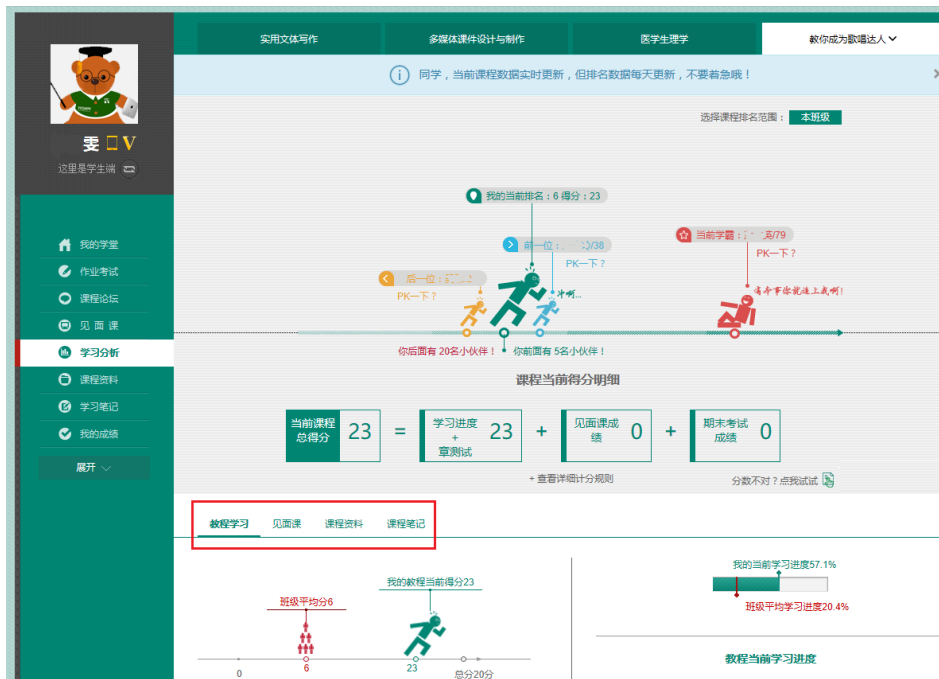 实用文体写作
多媒体课件设计与制作
医学生理学
教你成为歌唱达人
同学，当前课程数据实时更新，但排名数据每天更新，不要着急哦！
雯 V
这里是学生端
选择课程排名范围： 本班级
我的学堂
作业考试
课程论坛
见面课
学习分析
课程资料
学习笔记
我的成绩
展开
我的当前排名：6 得分：23
当前学霸： /79
PK一下？
前一位： /38
PK一下？
后一位：
PK一下？
冲啊...
有本事你就追上我啊!
你后面有 20名小伙伴！
你前面有 5名小伙伴！
课程当前得分明细
当前课程总得分 23 = 学习进度+章测试 23 + 见面课成绩 0 + 期末考试成绩 0
+ 查看详细计分规则
分数不对？点我试试
教程学习 见面课 课程资料 课程笔记
我的教程当前得分23
班级平均分6
0 6 23 总分20分
我的当前学习进度57.1%
班级平均学习进度20.4%
教程当前学习进度